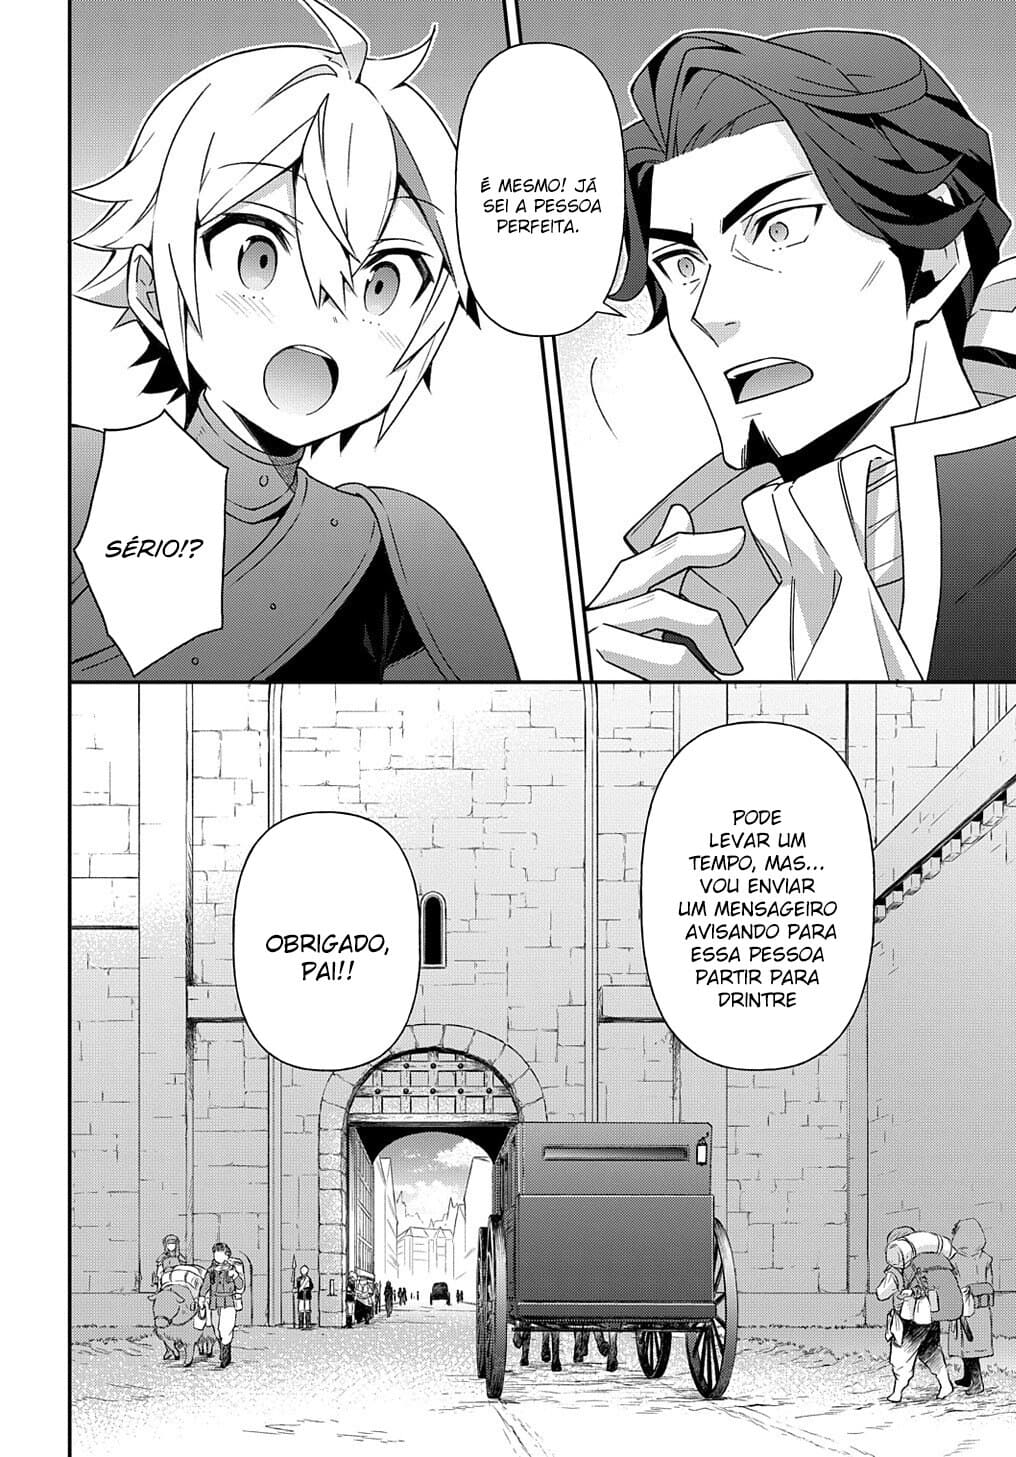 É MESMO! JÁ
SEI A PESSOA
PERFEITA.
SÉRIO!?
PODE
LEVAR UM
TEMPO, MAS...
VOU ENVIAR
UM MENSAGEIRO
AVISANDO PARA
ESSA PESSOA
PARTIR PARA
DRINTRE
OBRIGADO,
PAI!!